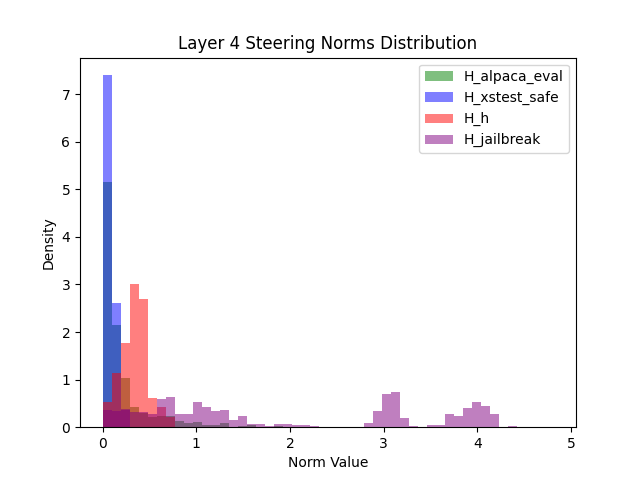 Layer 4 Steering Norms Distribution
H_alpaca_eval
H_xstest_safe
H_h
H_jailbreak
Density
7
6
5
4
3
2
1
0
0 1 2 3 4 5
Norm Value